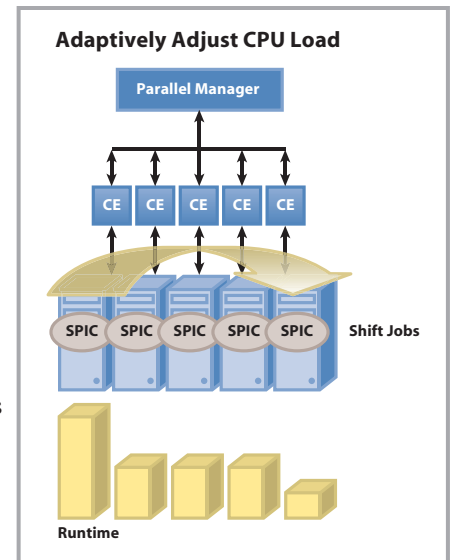 Adaptively Adjust CPU Load
Parallel Manager
CE CE CE CE CE
SPIC SPIC SPIC SPIC SPIC
Shift Jobs
s
Runtime